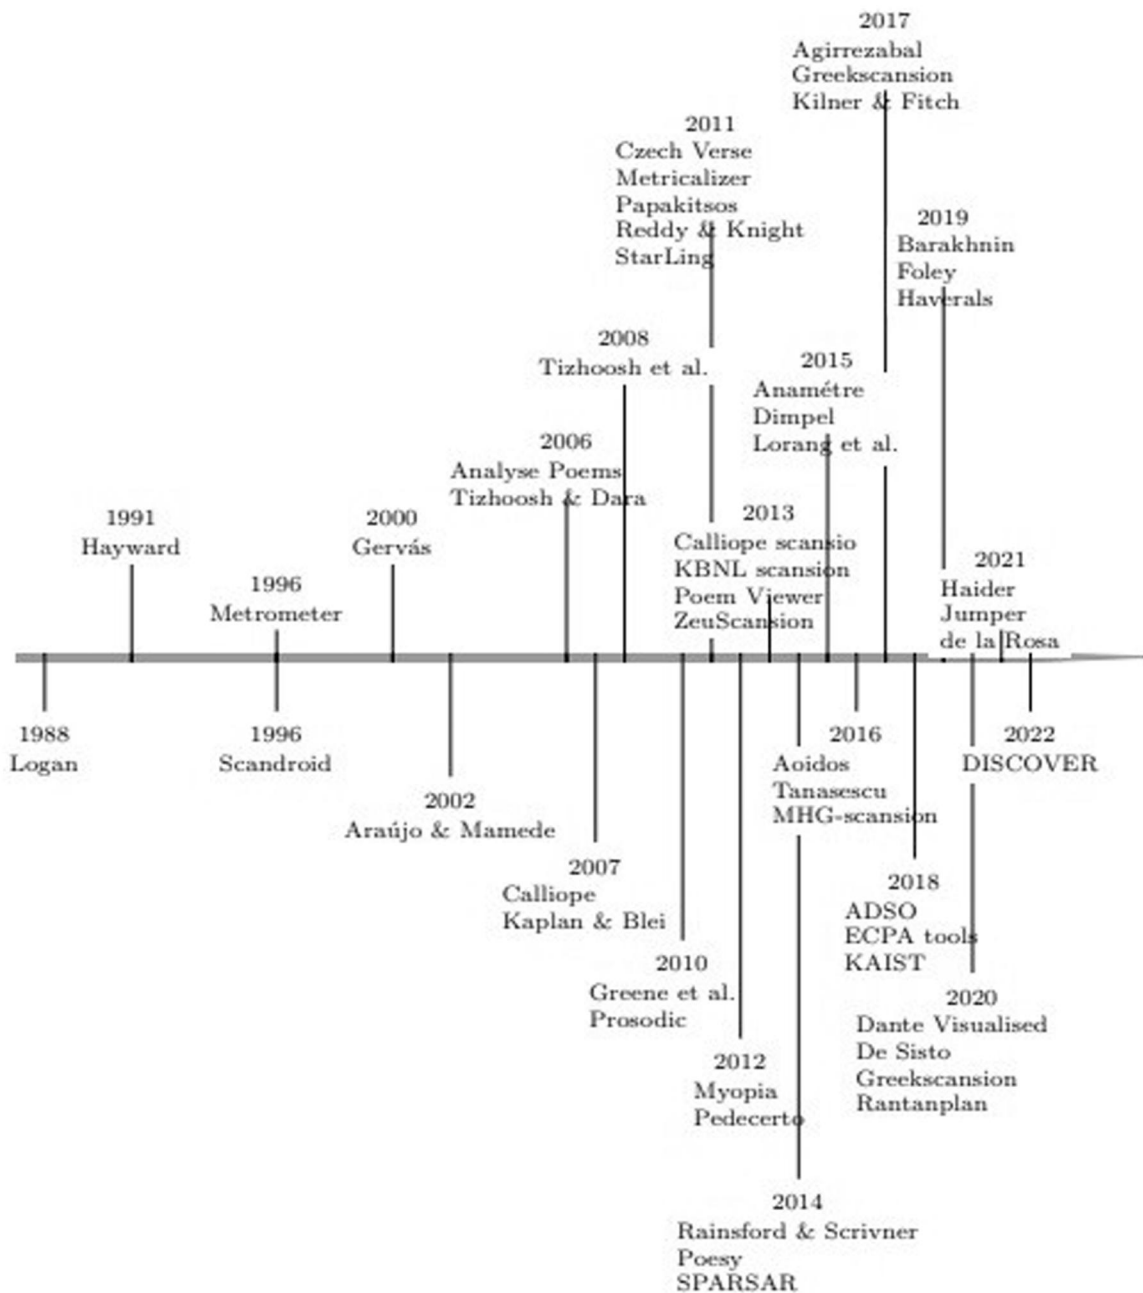 2017
Agirrezabal
Greekscansion
Kilner & Fitch
2011
Czech Verse
Metricalizer
Papakitsos
Reddy & Knight
StarLing
2019
Barakhnin
Foley
Haverals
2008
Tizhoosh et al.
2015
Anamétre
Dimpel
Lorang et al.
2006
Analyse Poems
Tizhoosh & Dara
1991
Hayward
2000
Gervás
2013
Calliope scansio
KBNL scansion
Poem Viewer
ZeuScansion
1996
Metrometer
2021
Haider
Jumper
de la Rosa
1988
Logan
1996
Scandroid
2002
Araújo & Mamede
2016
Aoidos
Tanasescu
MHG-scansion
2022
DISCOVER
2007
Calliope
Kaplan & Blei
2018
ADSO
ECPA tools
KAIST
2010
Greene et al.
Prosodic
2020
Dante Visualised
De Sisto
Greekscansion
Rantanplan
2012
Myopia
Pedecerto
2014
Rainsford & Scrivner
Poesy
SPARSAR